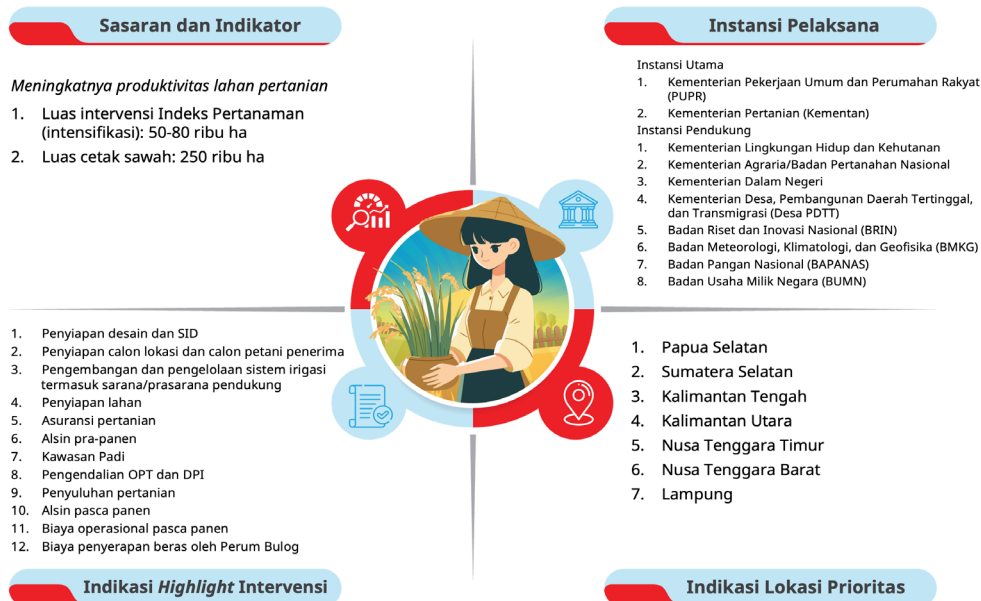 Sasaran dan Indikator
Meningkatnya produktivitas lahan pertanian
1. Luas intervensi Indeks Pertanaman
(intensifikasi): 50-80 ribu ha
2. Luas cetak sawah: 250 ribu ha
Instansi Pelaksana
Instansi Utama
1. Kementerian Pekerjaan Umum dan Perumahan Rakyat
(PUPR)
2. Kementerian Pertanian (Kementan)
Instansi Pendukung
1. Kementerian Lingkungan Hidup dan Kehutanan
2. Kementerian Agraria/Badan Pertanahan Nasional
3. Kementerian Dalam Negeri
4. Kementerian Desa, Pembangunan Daerah Tertinggal,
dan Transmigrasi (Desa PDTT)
5. Badan Riset dan Inovasi Nasional (BRIN)
6. Badan Meteorologi, Klimatologi, dan Geofisika (BMKG)
7. Badan Pangan Nasional (BAPANAS)
8. Badan Usaha Milik Negara (BUMN)
1. Penyiapan desain dan SID
2. Penyiapan calon lokasi dan calon petani penerima
3. Pengembangan dan pengelolaan sistem irigasi
termasuk sarana/prasarana pendukung
4. Penyiapan lahan
5. Asuransi pertanian
6. Alsin pra-panen
7. Kawasan Padi
8. Pengendalian OPT dan DPI
9. Penyuluhan pertanian
10. Alsin pasca panen
11. Biaya operasional pasca panen
12. Biaya penyerapan beras oleh Perum Bulog
Indikasi Highlight Intervensi
1. Papua Selatan
2. Sumatera Selatan
3. Kalimantan Tengah
4. Kalimantan Utara
5. Nusa Tenggara Timur
6. Nusa Tenggara Barat
7. Lampung
Indikasi Lokasi Prioritas